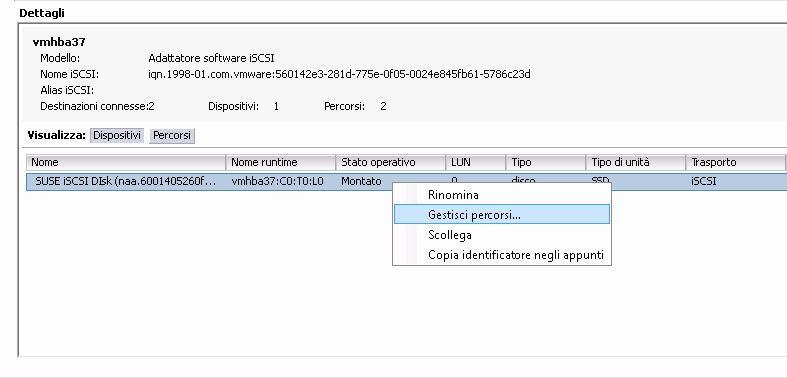 Dettagli
vmhba37
Modello: Adattatore software iSCSI
Nome iSCSI: iqn.1998-01.com.vmware:560142e3-281d-775e-0f05-0024e845fb61-5786c23d
Alias iSCSI:
Destinazioni connesse:2 Dispositivi: 1 Percorsi: 2
Visualizza: Dispositivi Percorsi
Nome Nome runtime Stato operativo LUN Tipo Tipo di unità Trasporto
SUSE iSCSI DIsk (naa.6001405260f... vmhba37:C0:T0:L0 Montato 0 disco SSD iSCSI
Rinomina
Gestisci percorsi...
Scollega
Copia identificatore negli appunti